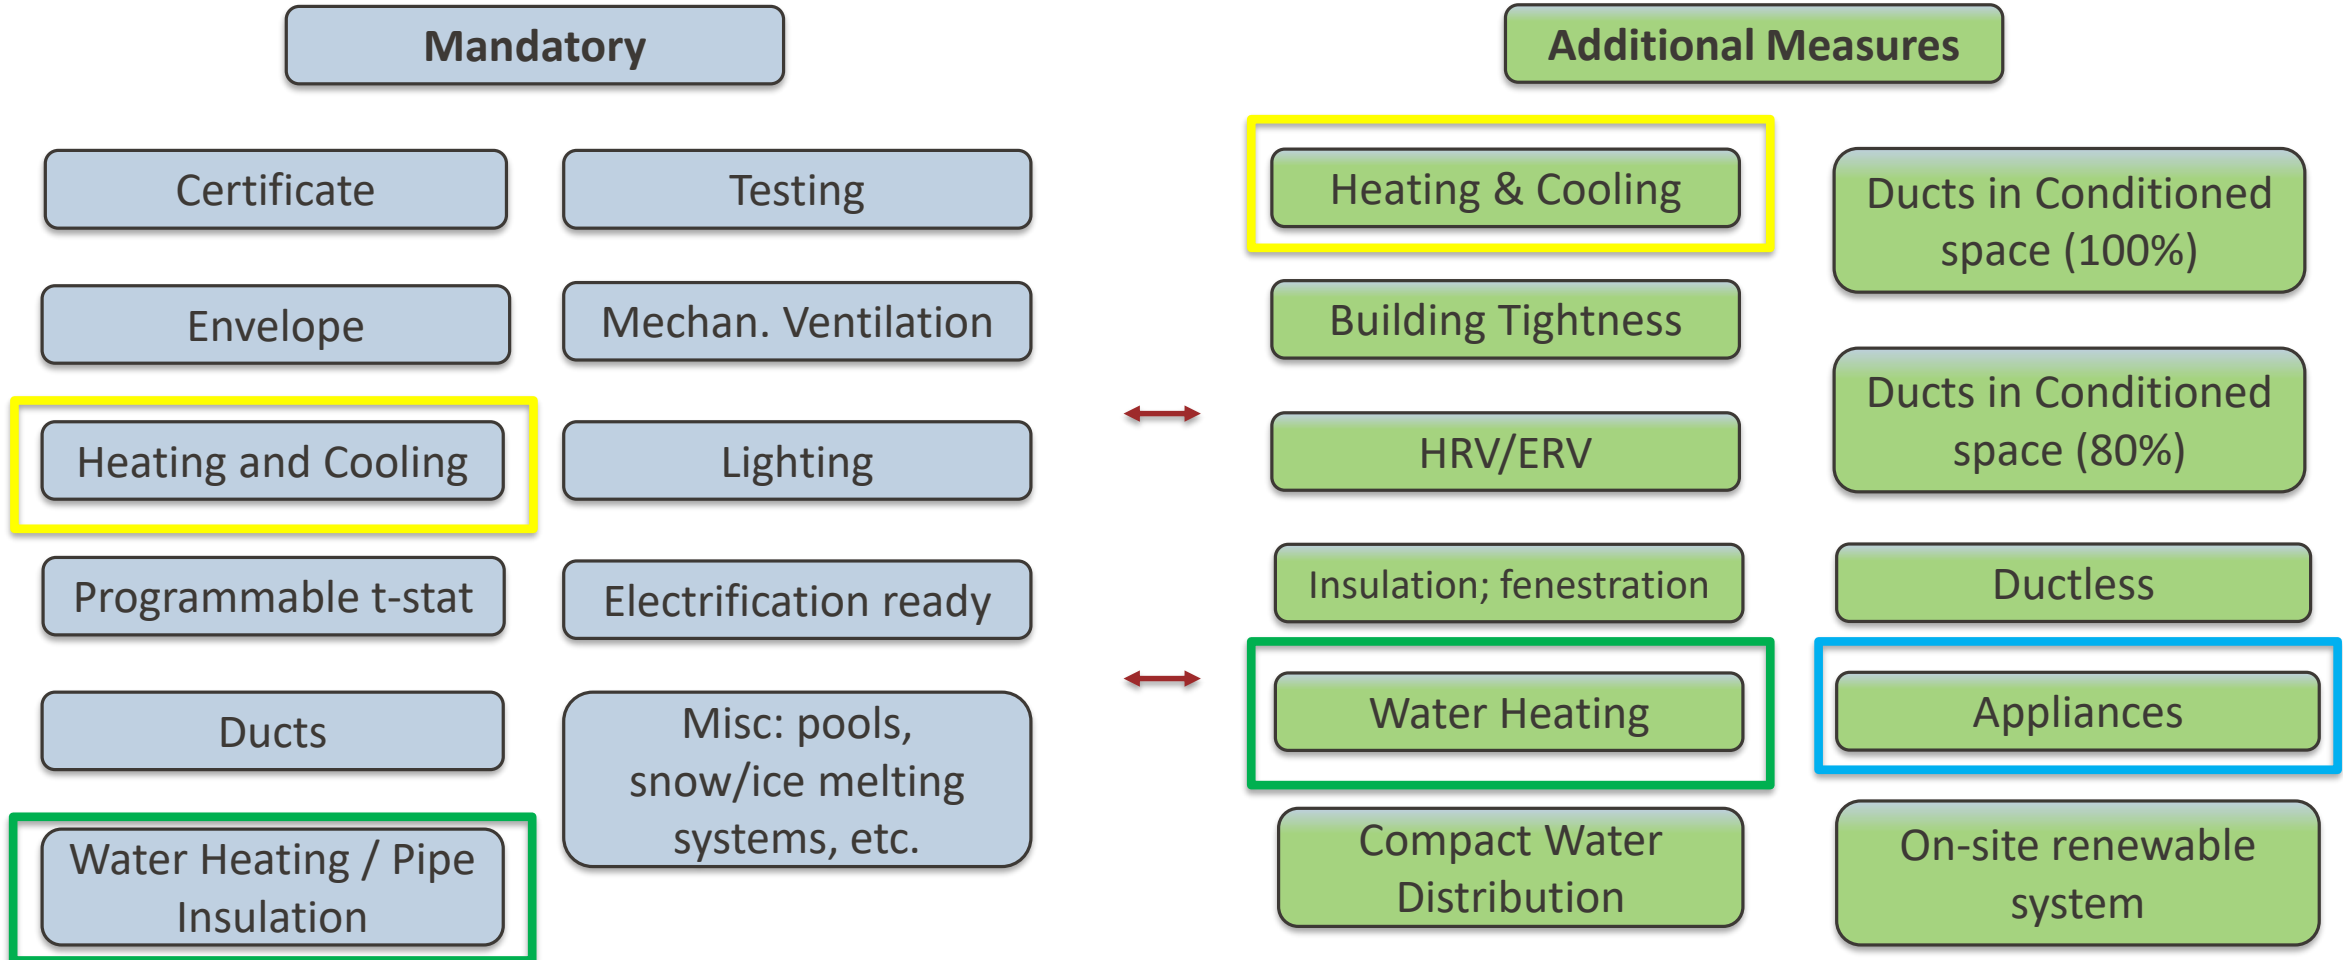 Mandatory
Certificate
Testing
Envelope
Mechan. Ventilation
Heating and Cooling
Lighting
Programmable t-stat
Electrification ready
Ducts
Misc: pools,
snow/ice melting
systems, etc.
Water Heating / Pipe
Insulation
Additional Measures
Heating & Cooling
Ducts in Conditioned
space (100%)
Building Tightness
Ducts in Conditioned
space (80%)
HRV/ERV
Insulation; fenestration
Ductless
Water Heating
Appliances
Compact Water
Distribution
On-site renewable
system